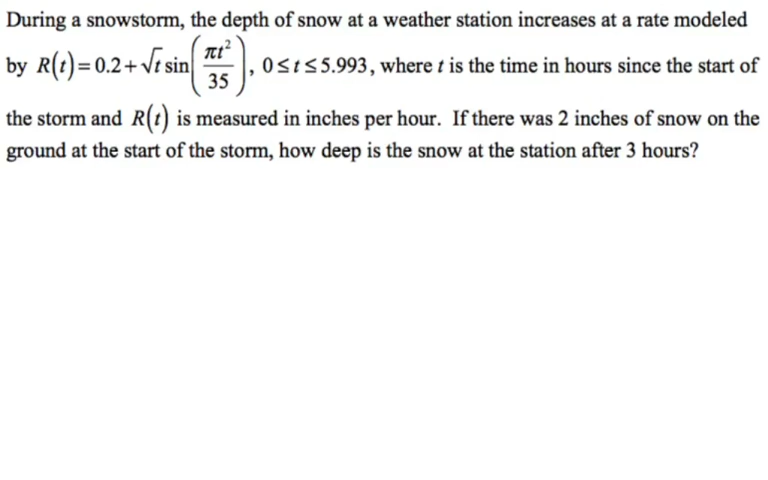 During a snowstorm, the depth of snow at a weather station increases at a rate modeled
by R(t)=0.2+√t sin(πt²/35), 0≤t≤5.993, where t is the time in hours since the start of
the storm and R(t) is measured in inches per hour. If there was 2 inches of snow on the
ground at the start of the storm, how deep is the snow at the station after 3 hours?